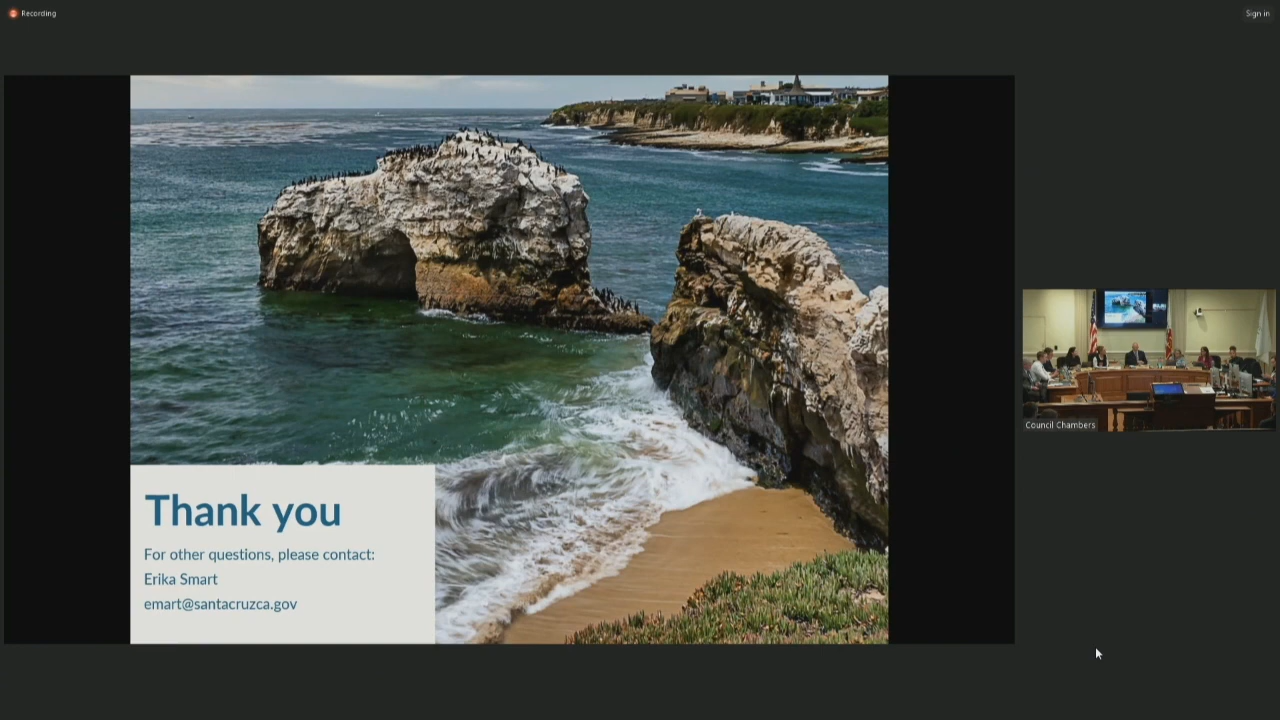 Recording
Sign in
Thank you
For other questions, please contact:
Erika Smart
emart@santacruzca.gov
Council Chambers